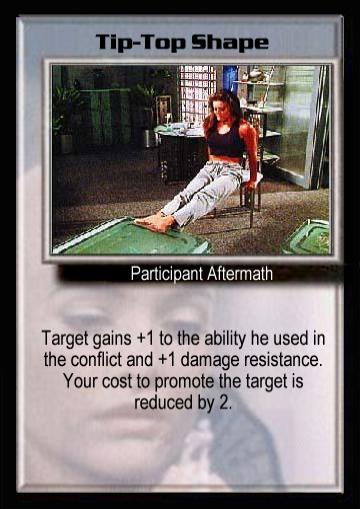 Tip-Top Shape
Participant Aftermath
Target gains +1 to the ability he used in
the conflict and +1 damage resistance.
Your cost to promote the target is
reduced by 2.